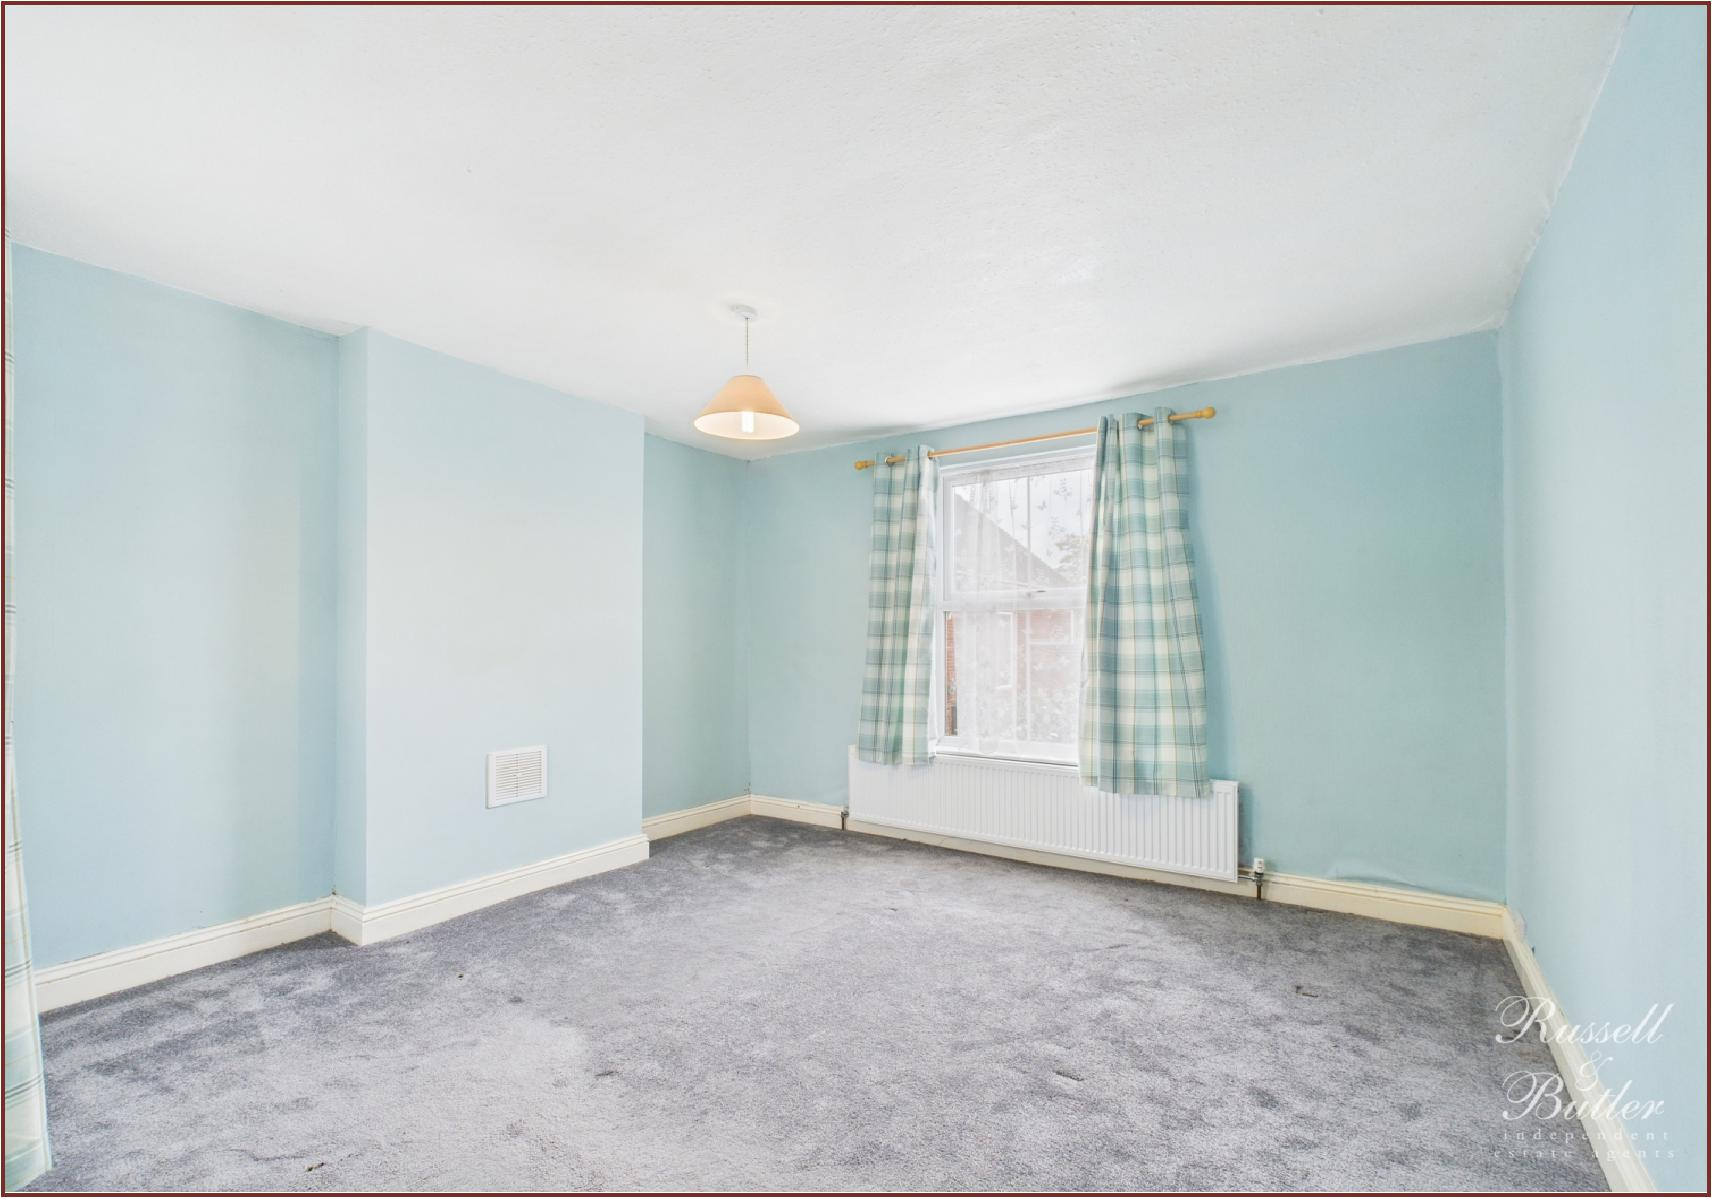 Russell
&
Butler
independent
estate agents